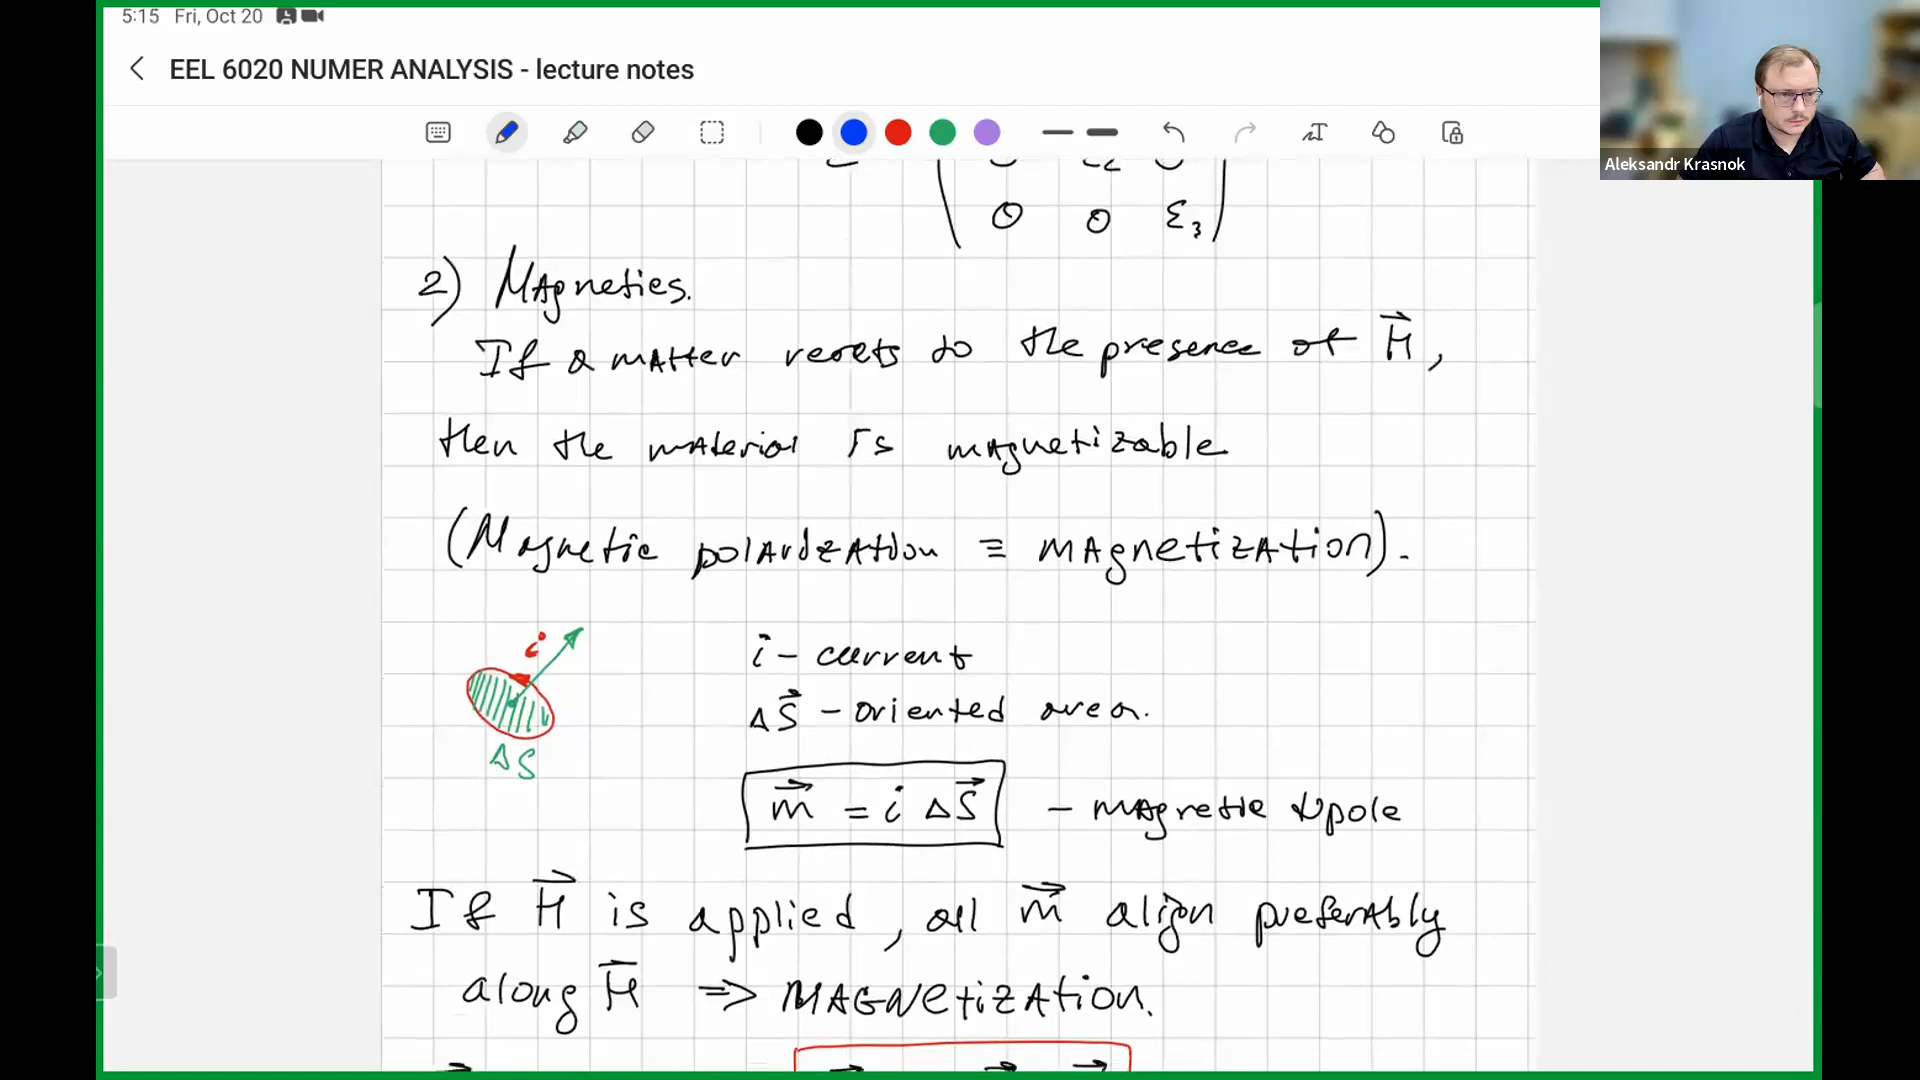 5:15 Fri, Oct 20
EEL 6020 NUMER ANALYSIS - lecture notes
Aleksandr Krasnok
0 0 ε₃
2) Magnetics.
If a matter reacts to the presence of H⃗,
then the material is magnetizable
(Magnetic polarization ≡ magnetization).
i
i - current
ΔS⃗ - oriented area.
ΔS
m⃗ = i ΔS⃗ - magnetic dipole
If H⃗ is applied, all m⃗ align preferably
along H⃗ => MAGNetization.